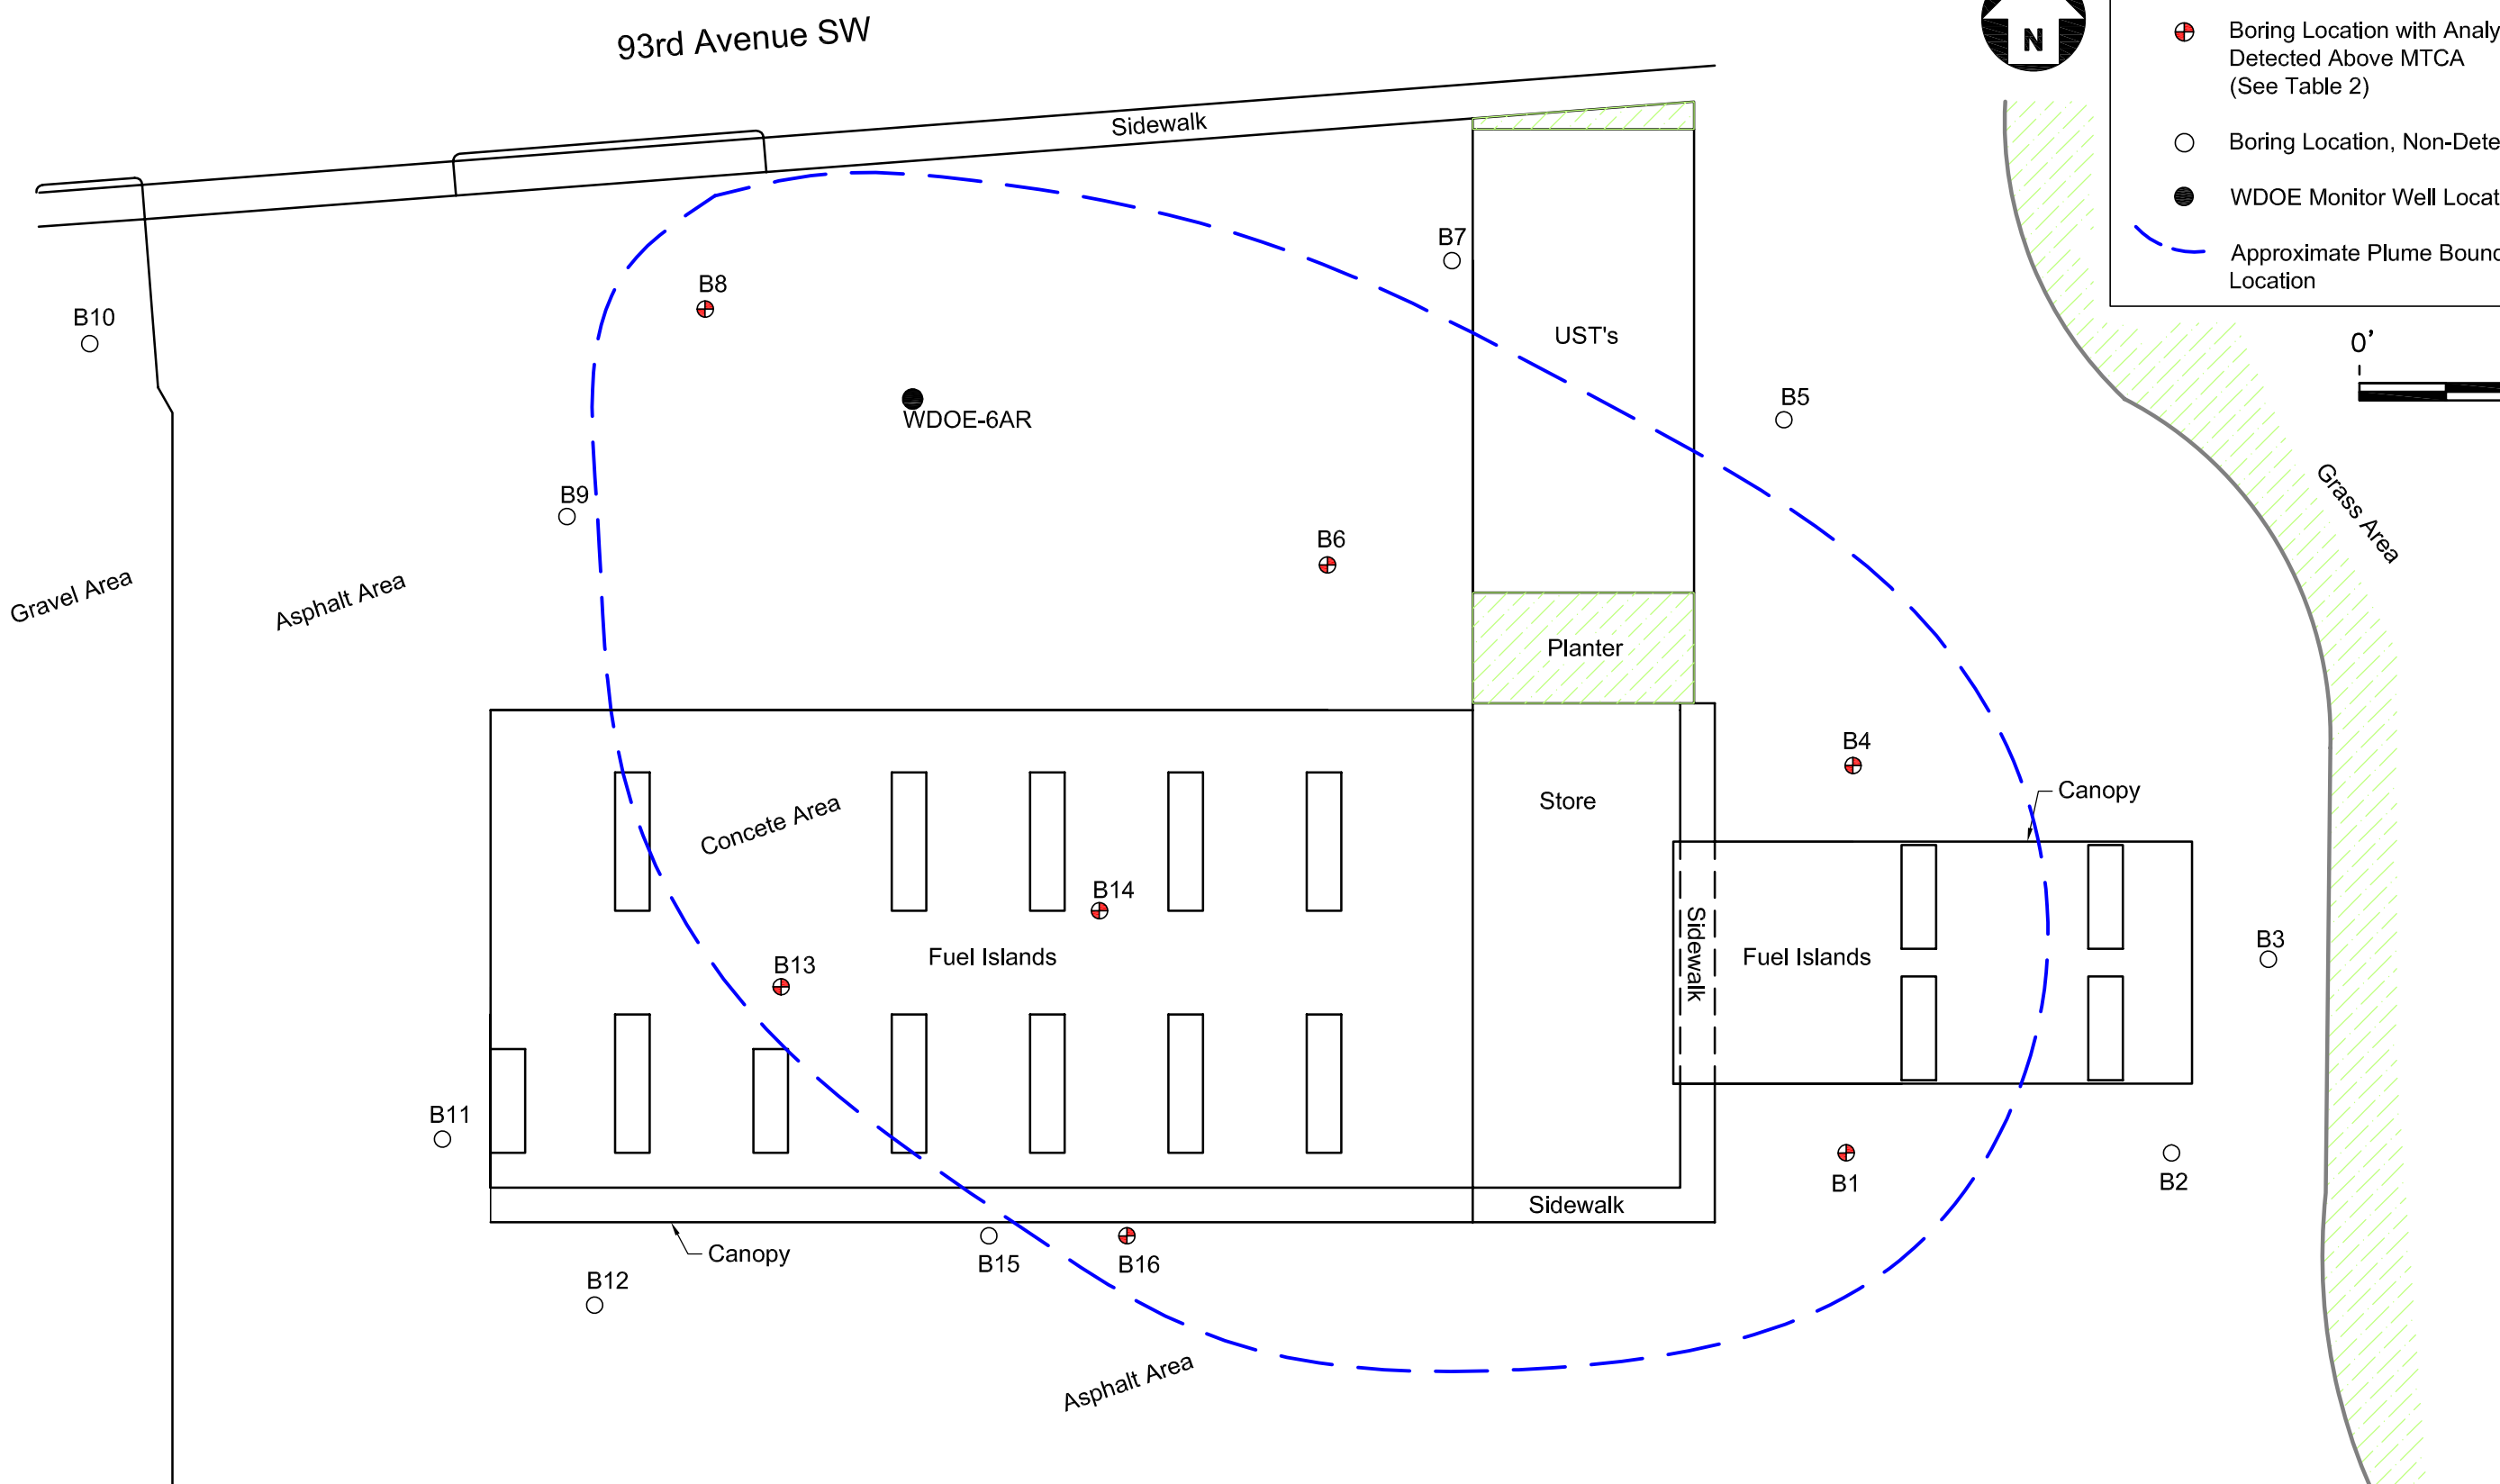 93rd Avenue SW
N
Boring Location with Analy
Detected Above MTCA
(See Table 2)
Boring Location, Non-Dete
WDOE Monitor Well Locat
Approximate Plume Bound
Location
0'
Sidewalk
B7
B8
B10
UST's
B5
WDOE-6AR
B9
B6
Grass Area
Gravel Area
Asphalt Area
Planter
B4
Canopy
Store
Concete Area
B14
Sidewalk
Fuel Islands
Fuel Islands
B3
B13
B11
B1
B2
Sidewalk
Canopy
B15
B16
B12
Asphalt Area